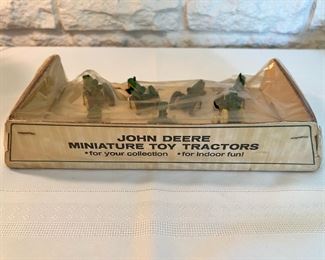 JOHN DEERE
MINIATURE TOY TRACTORS
•for your collection •for indoor fun!